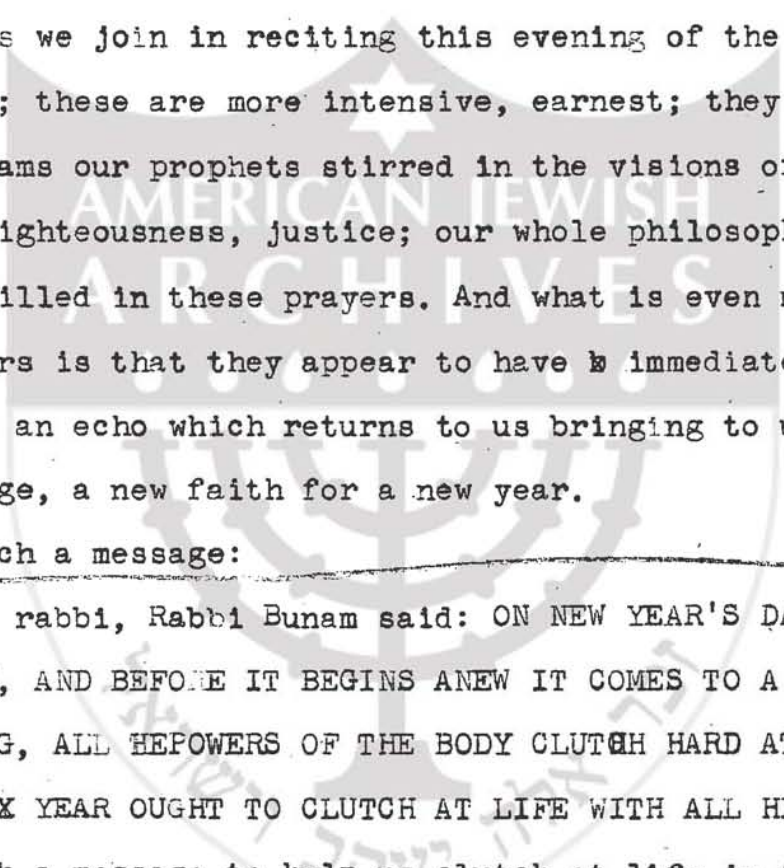 s we join in reciting this evening of the
; these are more intensive, earnest; they
ams our prophets stirred in the visions o
ighteousness, justice; our whole philosop
illed in these prayers. And what is even
rs is that they appear to have b immediat
an echo which returns to us bringing to
ge, a new faith for a new year.
ch a message:
rabbi, Rabbi Bunam said: ON NEW YEAR'S D
, AND BEFORE IT BEGINS ANEW IT COMES TO A
G, ALL HEPOWERS OF THE BODY CLUTCH HARD A
X YEAR OUGHT TO CLUTCH AT LIFE WITH ALL H
AMERICAN JEWISH
ARCHIVES